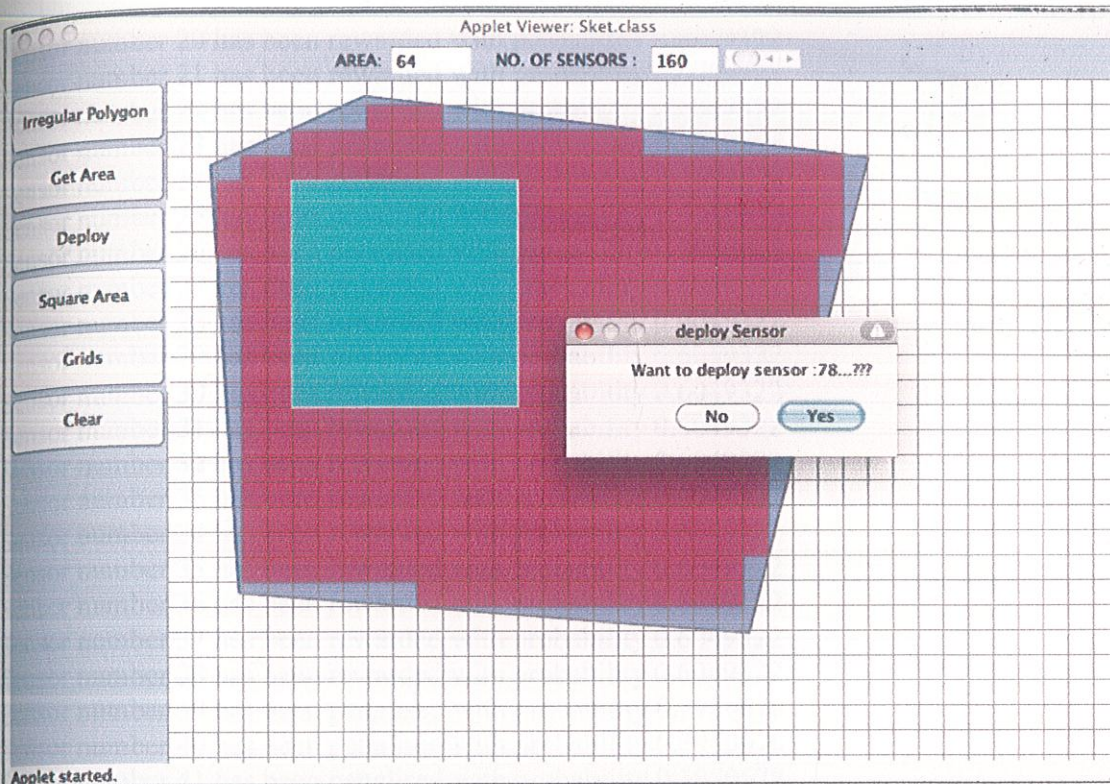 Applet Viewer: Sket.class
AREA: 64 NO. OF SENSORS : 160
Irregular Polygon
Get Area
Deploy
Square Area
Grids
Clear
deploy Sensor
Want to deploy sensor :78...???
No Yes
Applet started.